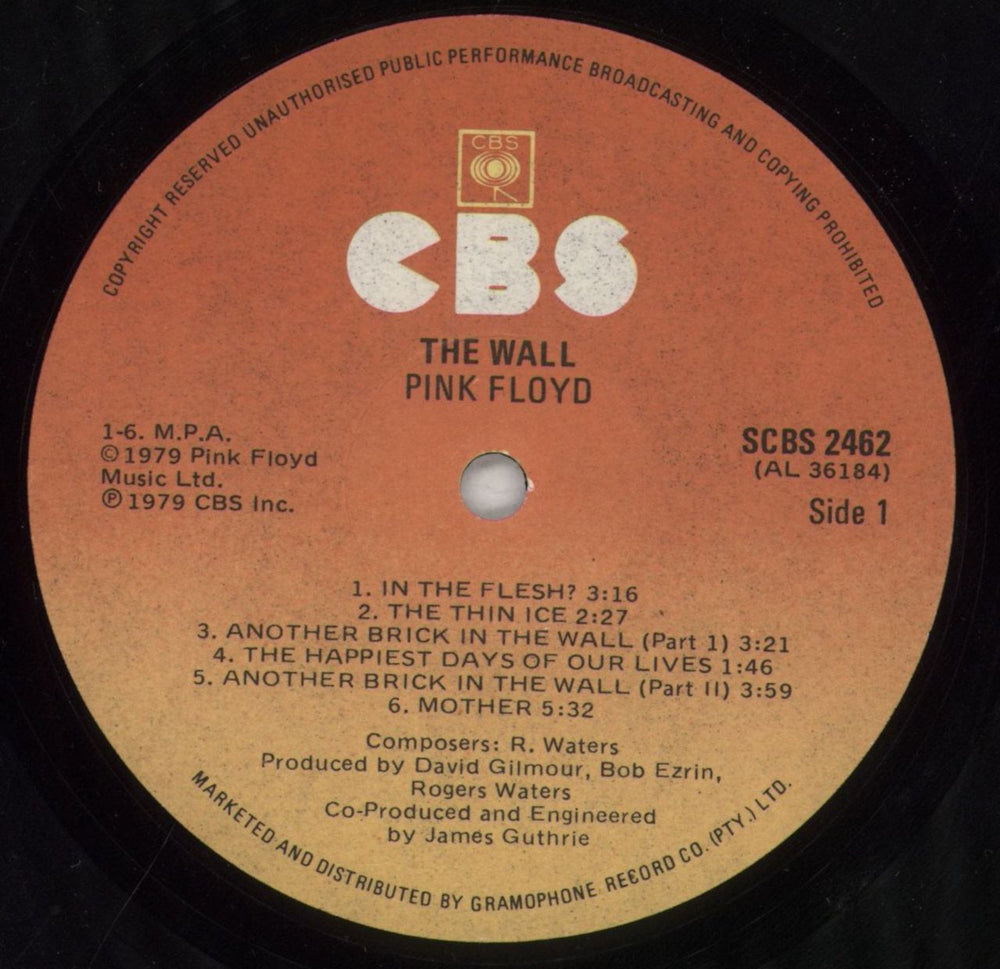 COPYRIGHT RESERVED UNAUTHORISED PUBLIC PERFORMANCE BROADCASTING AND COPYING PROHIBITED
CBS
CBS
THE WALL
PINK FLOYD
1-6. M.P.A.
©1979 Pink Floyd
Music Ltd.
℗1979 CBS Inc.
SCBS 2462
(AL 36184)
Side 1
1. IN THE FLESH? 3:16
2. THE THIN ICE 2:27
3. ANOTHER BRICK IN THE WALL (Part 1) 3:21
4. THE HAPPIEST DAYS OF OUR LIVES 1:46
5. ANOTHER BRICK IN THE WALL (Part II) 3:59
6. MOTHER 5:32
Composers: R. Waters
Produced by David Gilmour, Bob Ezrin,
Rogers Waters
Co-Produced and Engineered
by James Guthrie
MARKETED AND DISTRIBUTED BY GRAMOPHONE RECORD CO. (PTY.) LTD.